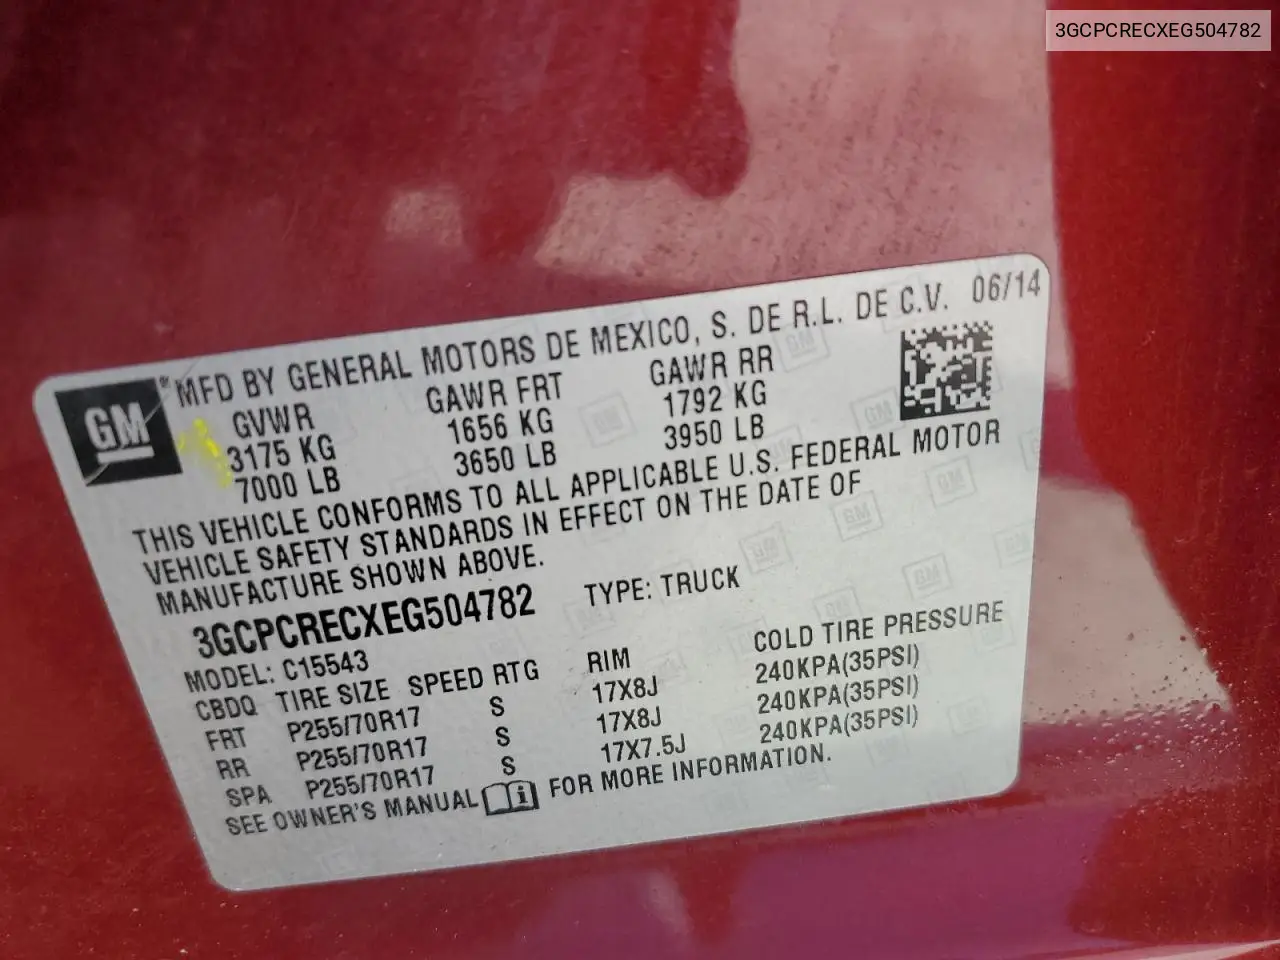 3GCPCRECXEG504782
GM
MFD BY GENERAL MOTORS DE MEXICO, S. DE R.L. DE C.V. 06/14
GVWR GAWR FRT GAWR RR
3175 KG 1656 KG 1792 KG
7000 LB 3650 LB 3950 LB
THIS VEHICLE CONFORMS TO ALL APPLICABLE U.S. FEDERAL MOTOR
VEHICLE SAFETY STANDARDS IN EFFECT ON THE DATE OF
MANUFACTURE SHOWN ABOVE.
3GCPCRECXEG504782 TYPE: TRUCK
MODEL: C15543
CBDQ TIRE SIZE SPEED RTG RIM COLD TIRE PRESSURE
FRT P255/70R17 S 17X8J 240KPA(35PSI)
RR P255/70R17 S 17X8J 240KPA(35PSI)
SPA P255/70R17 S 17X7.5J 240KPA(35PSI)
SEE OWNER'S MANUAL i FOR MORE INFORMATION.